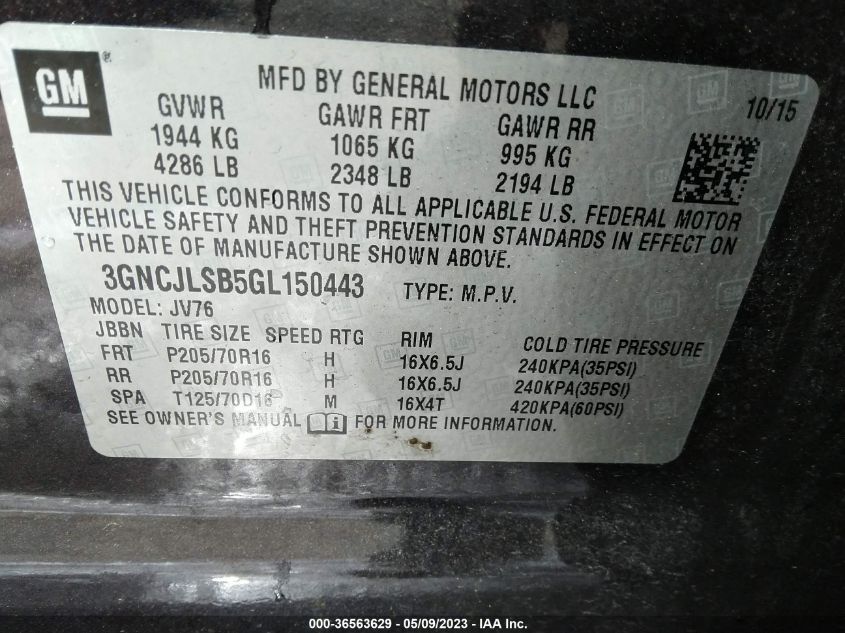 GM
MFD BY GENERAL MOTORS LLC
10/15
GVWR GAWR FRT GAWR RR
1944 KG 1065 KG 995 KG
4286 LB 2348 LB 2194 LB
THIS VEHICLE CONFORMS TO ALL APPLICABLE U.S. FEDERAL MOTOR
VEHICLE SAFETY AND THEFT PREVENTION STANDARDS IN EFFECT ON
THE DATE OF MANUFACTURE SHOWN ABOVE.
3GNCJLSB5GL150443 TYPE: M.P.V.
MODEL: JV76
JBBN TIRE SIZE SPEED RTG RIM COLD TIRE PRESSURE
FRT P205/70R16 H 16X6.5J 240KPA(35PSI)
RR P205/70R16 H 16X6.5J 240KPA(35PSI)
SPA T125/70D16 M 16X4T 420KPA(60PSI)
SEE OWNER'S MANUAL FOR MORE INFORMATION.
000-36563629 - 05/09/2023 - IAA Inc.